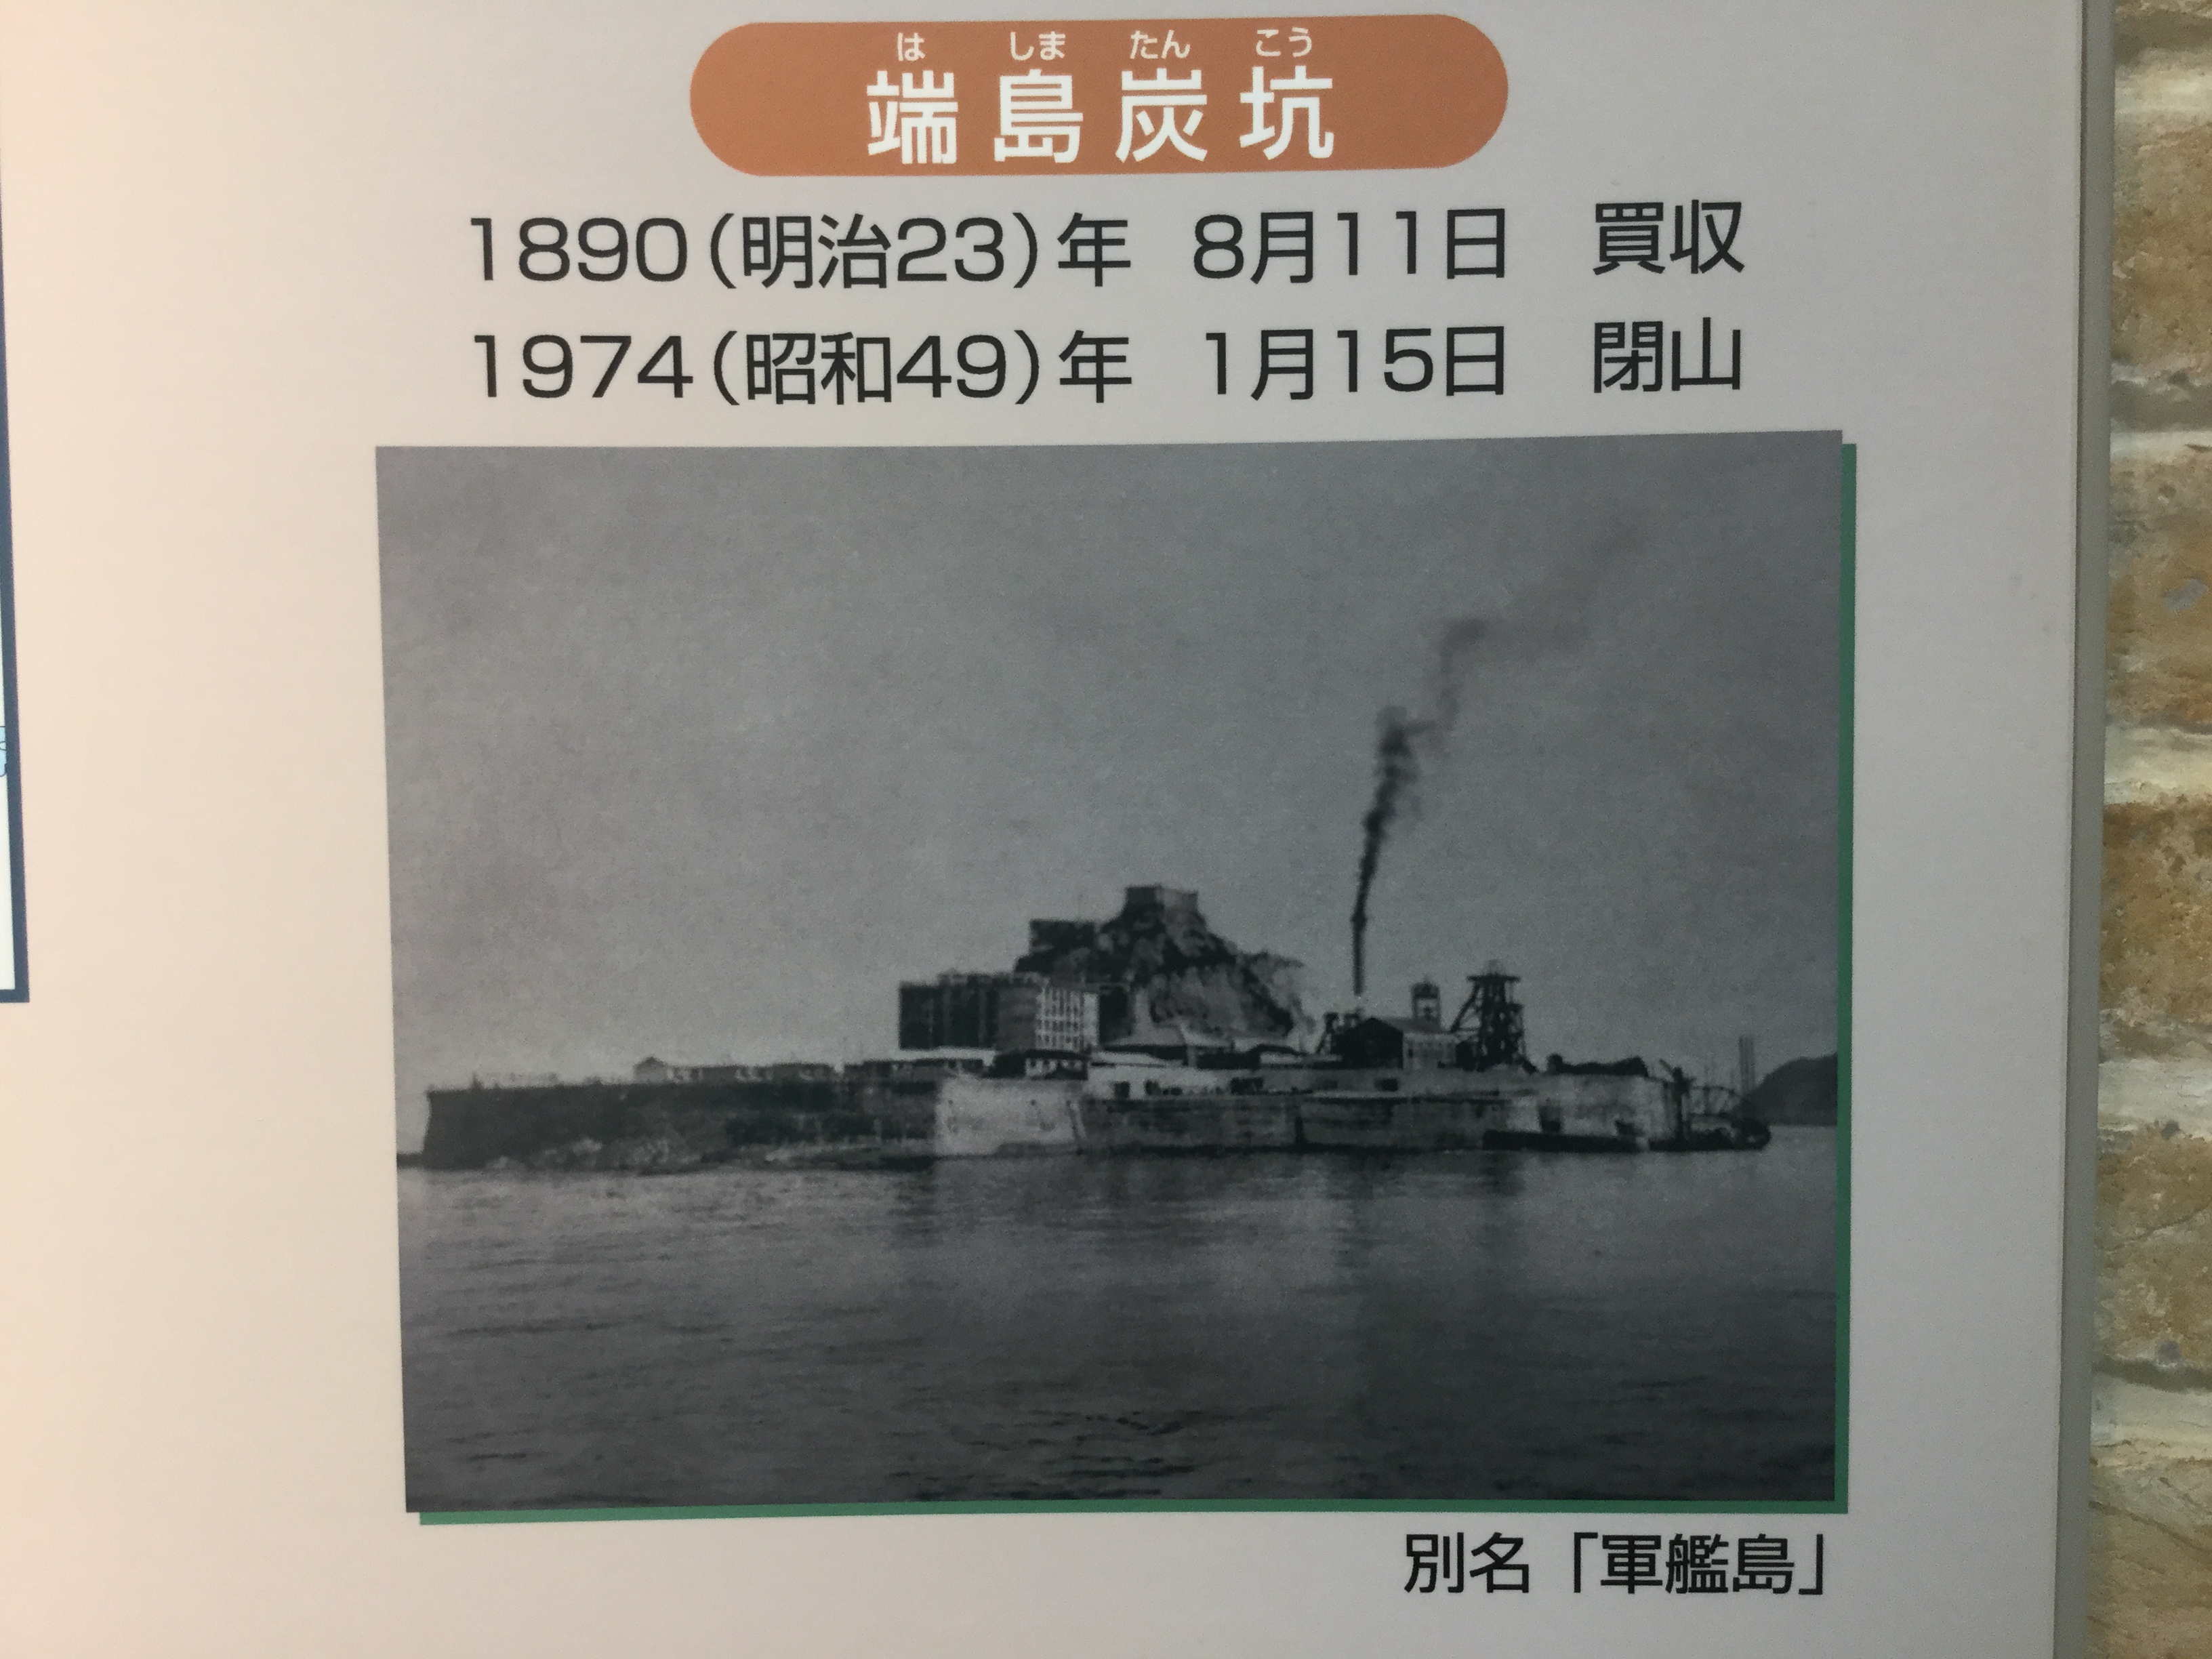 は しま たん こう
端島炭坑
1890(明治23)年 8月11日 買収
1974(昭和49)年 1月15日 閉山
別名「軍艦島」